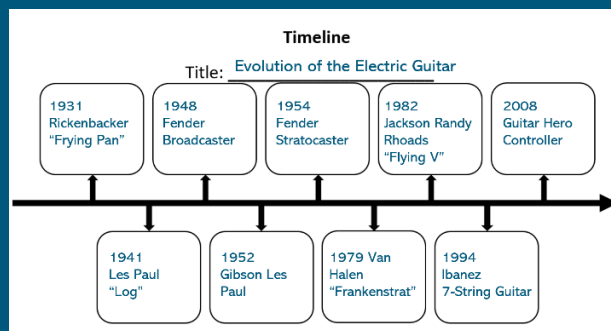 Timeline
Title: Evolution of the Electric Guitar
1931
Rickenbacker
“Frying Pan”
1948
Fender
Broadcaster
1954
Fender
Stratocaster
1982
Jackson Randy
Rhoads
“Flying V”
2008
Guitar Hero
Controller
1941
Les Paul
“Log”
1952
Gibson Les
Paul
1979 Van
Halen
“Frankenstrat”
1994
Ibanez
7-String Guitar